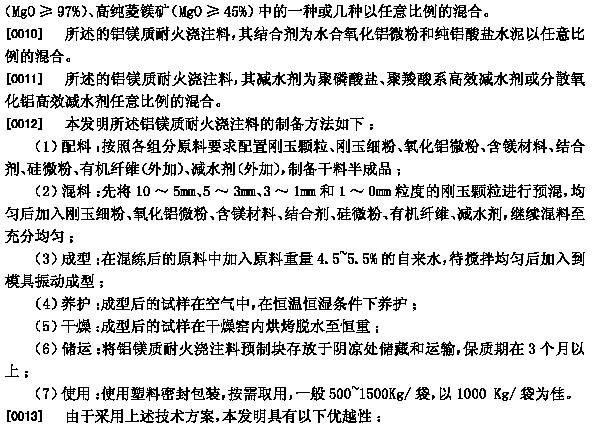 (MgO≥97%)、高纯菱镁矿(MgO≥45%)中的一种或几种以任意比例的混合。
[0010] 所述的铝镁质耐火浇注料,其结合剂为水合氧化铝微粉和纯铝酸盐水泥以任意比
例的混合。
[0011] 所述的铝镁质耐火浇注料,其减水剂为聚磷酸盐、聚羧酸系高效减水剂或分散氧
化铝高效减水剂任意比例的混合。
[0012] 本发明所述铝镁质耐火浇注料的制备方法如下:
(1)配料:按照各组分原料要求配置刚玉颗粒、刚玉细粉、氧化铝微粉、含镁材料、结合
剂、硅微粉、有机纤维(外加)、减水剂(外加),制备干料半成品;
(2)混料:先将10~5mm、5~3mm、3~1mm和1~0mm粒度的刚玉颗粒进行预混,均
匀后加入刚玉细粉、氧化铝微粉、含镁材料、结合剂、硅微粉、有机纤维、减水剂,继续混料至
充分均匀;
(3)成型:在混练后的原料中加入原料重量4.5~5.5%的自来水,待搅拌均匀后加入到
模具振动成型;
(4)养护:成型后的试样在空气中,在恒温恒湿条件下养护;
(5)干燥:成型后的试样在干燥窑内烘烤脱水至恒重;
(6)储运:将铝镁质耐火浇注料预制块存放于阴凉处储藏和运输,保质期在3个月以
上;
(7)使用:使用塑料密封包装,按需取用,一般500~1500Kg/袋,以1000 Kg/袋为佳。
[0013] 由于采用上述技术方案,本发明具有以下优越性: